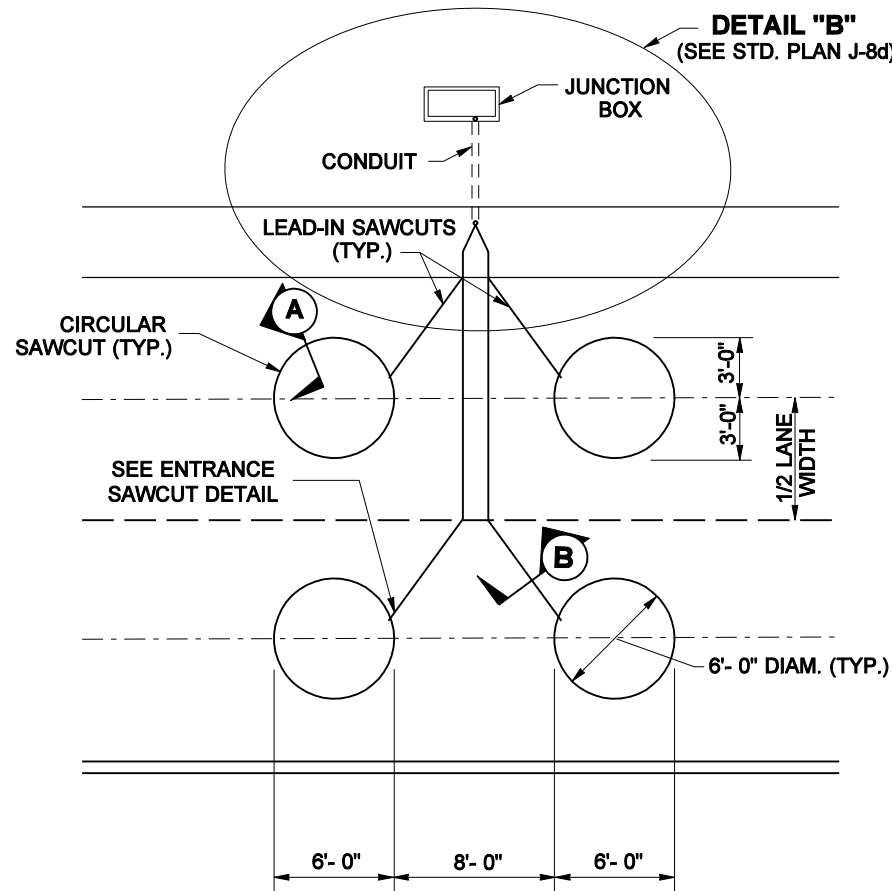 DETAIL "B"
(SEE STD. PLAN J-8d)
JUNCTION
BOX
CONDUIT
LEAD-IN SAWCUTS
(TYP.)
A
CIRCULAR
SAWCUT (TYP.)
3'-0"
3'-0"
1/2 LANE
WIDTH
SEE ENTRANCE
SAWCUT DETAIL
B
6'- 0" DIAM. (TYP.)
6'- 0"
8'- 0"
6'- 0"